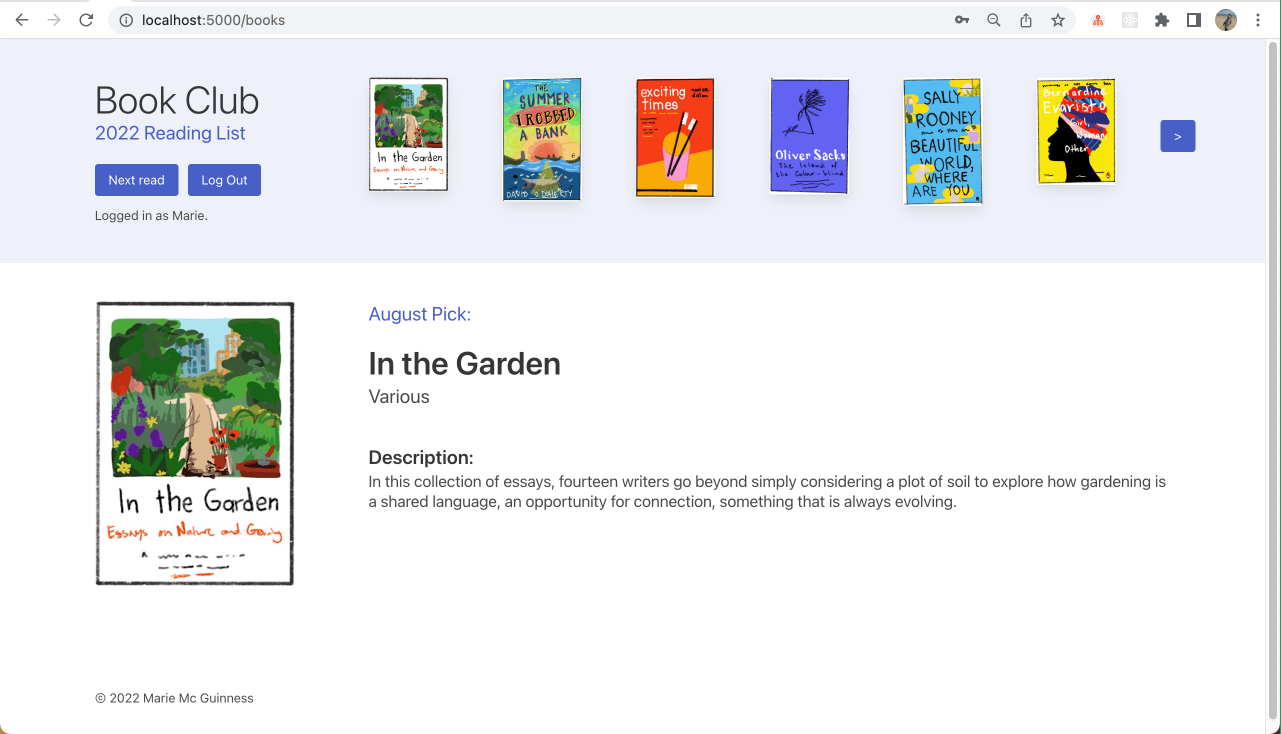 localhost:5000/books
Book Club
2022 Reading List
Next read
Log Out
Logged in as Marie.
In the Garden
Essays on Nature and
THE
SUMMER
I ROBBED
A BANK
DAVID O'DOHERTY
exciting
times
Oliver Sacks
The Island of
the Colour-blind
SALLY
ROONEY
BEAUTIFUL
WORLD,
WHERE
ARE YOU
Bernardine
Evaristo
Girl,
Woman,
Other
>
In the Garden
Essays on Nature and
August Pick:
In the Garden
Various
Description:
In this collection of essays, fourteen writers go beyond simply considering a plot of soil to explore how gardening is
a shared language, an opportunity for connection, something that is always evolving.
© 2022 Marie Mc Guinness